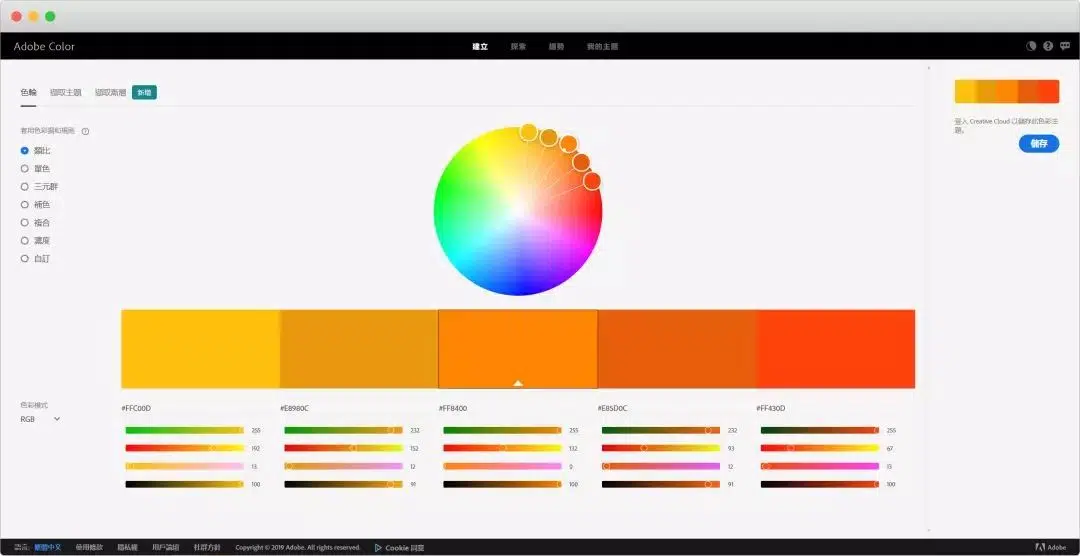 Adobe Color
建立 探索 趨勢 我的主題
色輪 擷取主題 擷取漸層 新增
套用色彩調和規則
類比
單色
三元群
補色
複合
濃度
自訂
登入 Creative Cloud 以儲存此色彩主
題。
儲存
色彩模式
RGB
#FFC00D #E8980C #FF8400 #E85D0C #FF430D
255 232 255 232 255
192 152 132 93 67
13 12 0 12 13
100 91 100 91 100
語言: 繁體中文 使用條款 隱私權 用戶論壇 社群方針 Copyright © 2019 Adobe. All rights reserved. Cookie 同意 Adobe